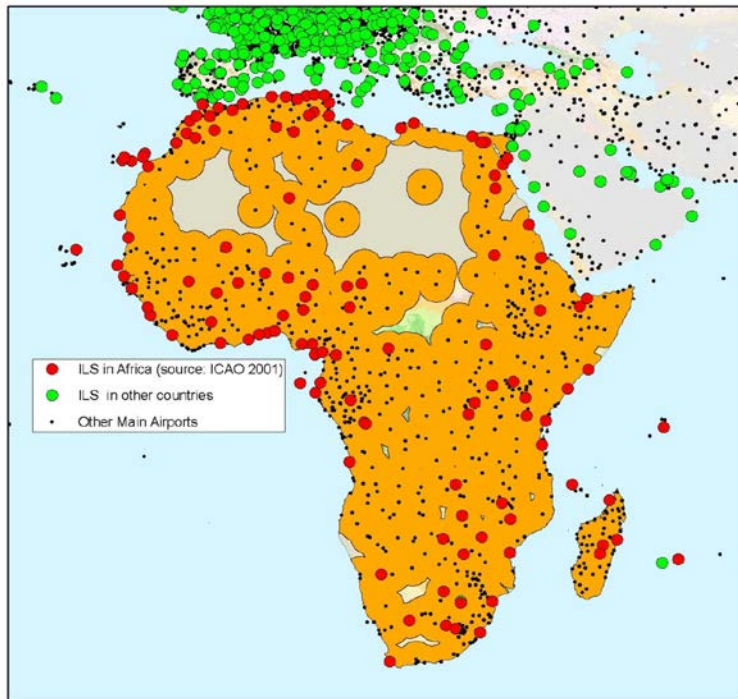 ILS in Africa (source: ICAO 2001)
ILS in other countries
Other Main Airports